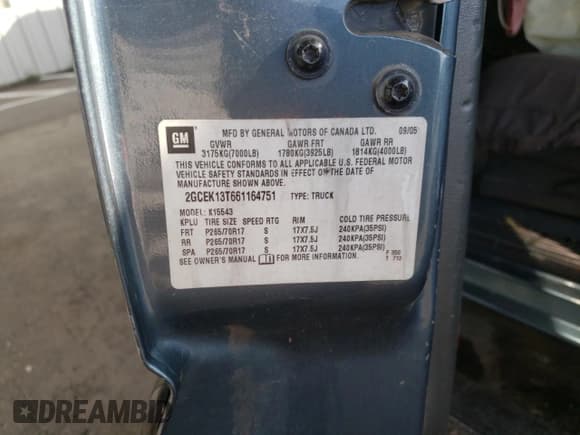 GM
MFD BY GENERAL MOTORS OF CANADA LTD. 09/05
GVWR GAWR FRT GAWR RR
3175KG(7000LB) 1780KG(3925LB) 1814KG(4000LB)
THIS VEHICLE CONFORMS TO ALL APPLICABLE U.S. FEDERAL MOTOR
VEHICLE SAFETY STANDARDS IN EFFECT ON THE DATE OF
MANUFACTURE SHOWN ABOVE.
2GCEK13T661164751 TYPE: TRUCK
MODEL: K15543
KPLU TIRE SIZE SPEED RTG RIM COLD TIRE PRESSURE
FRT P265/70R17 S 17X7.5J 240KPA(35PSI)
RR P265/70R17 S 17X7.5J 240KPA(35PSI)
SPA P265/70R17 S 17X7.5J 240KPA(35PSI)
SEE OWNER'S MANUAL FOR MORE INFORMATION.
DREAMBID